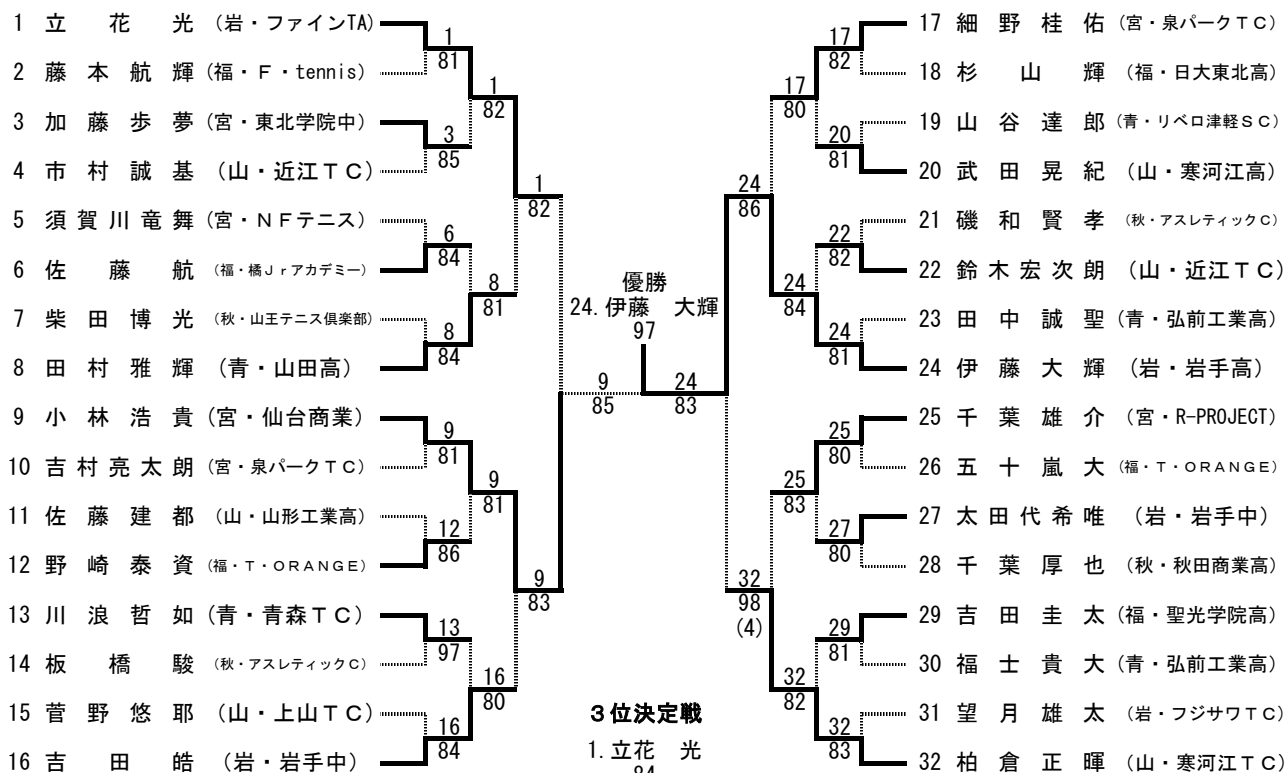 1 立花光 (岩・ファインTA)
2 藤本航輝 (福・F・tennis)
3 加藤歩夢 (宮・東北学院中)
4 市村誠基 (山・近江TC)
5 須賀川竜舞 (宮・NFテニス)
6 佐藤航 (福・橘Jrアカデミー)
7 柴田博光 (秋・山王テニス倶楽部)
8 田村雅輝 (青・山田高)
9 小林浩貴 (宮・仙台商業)
10 吉村亮太朗 (宮・泉パークTC)
11 佐藤建都 (山・山形工業高)
12 野崎泰資 (福・T・ORANGE)
13 川浪哲如 (青・青森TC)
14 板橋駿 (秋・アスレティックC)
15 菅野悠耶 (山・上山TC)
16 吉田皓 (岩・岩手中)
1
81
3
85
6
84
8
84
9
81
12
86
13
97
16
84
1
82
8
81
9
81
16
80
1
82
9
83
9
85
優勝
24. 伊藤 大輝
97
24
83
24
86
32
98
(4)
17
80
24
84
25
83
32
82
17
82
20
81
22
82
24
81
25
80
27
80
29
81
32
83
17 細野桂佑 (宮・泉パークTC)
18 杉山輝 (福・日大東北高)
19 山谷達郎 (青・リベロ津軽SC)
20 武田晃紀 (山・寒河江高)
21 磯和賢孝 (秋・アスレティックC)
22 鈴木宏次朗 (山・近江TC)
23 田中誠聖 (青・弘前工業高)
24 伊藤大輝 (岩・岩手高)
25 千葉雄介 (宮・R-PROJECT)
26 五十嵐大 (福・T・ORANGE)
27 太田代希唯 (岩・岩手中)
28 千葉厚也 (秋・秋田商業高)
29 吉田圭太 (福・聖光学院高)
30 福士貴大 (青・弘前工業高)
31 望月雄太 (岩・フジサワTC)
32 柏倉正暉 (山・寒河江TC)
3位決定戦
1. 立花 光
84